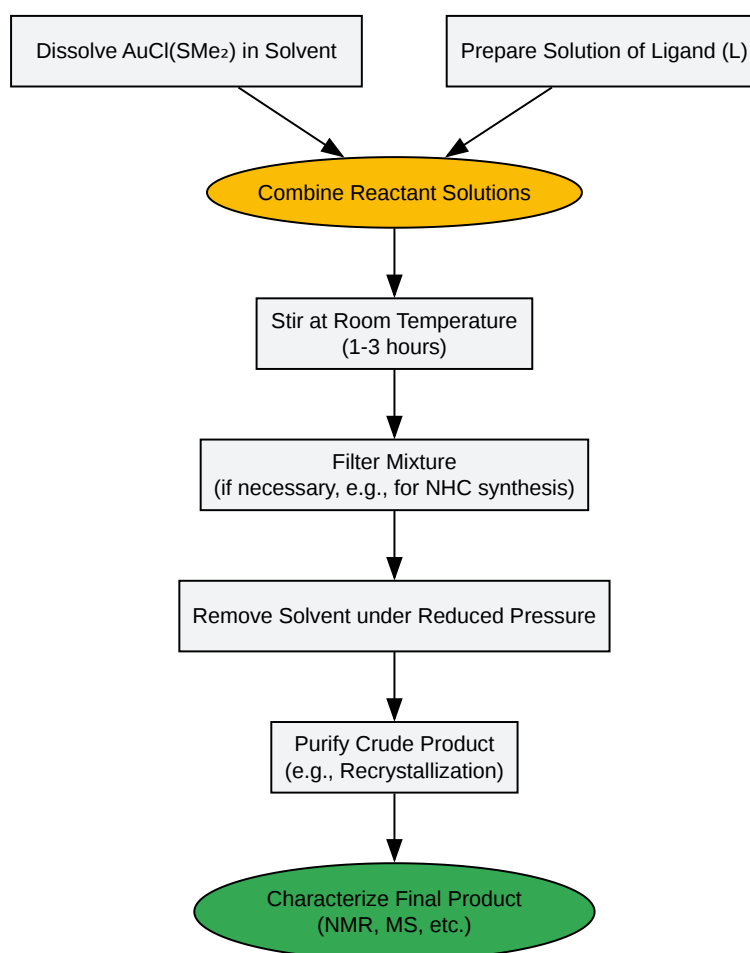 Dissolve AuCl(SMe₂) in Solvent
Prepare Solution of Ligand (L)
Combine Reactant Solutions
Stir at Room Temperature
(1-3 hours)
Filter Mixture
(if necessary, e.g., for NHC synthesis)
Remove Solvent under Reduced Pressure
Purify Crude Product
(e.g., Recrystallization)
Characterize Final Product
(NMR, MS, etc.)